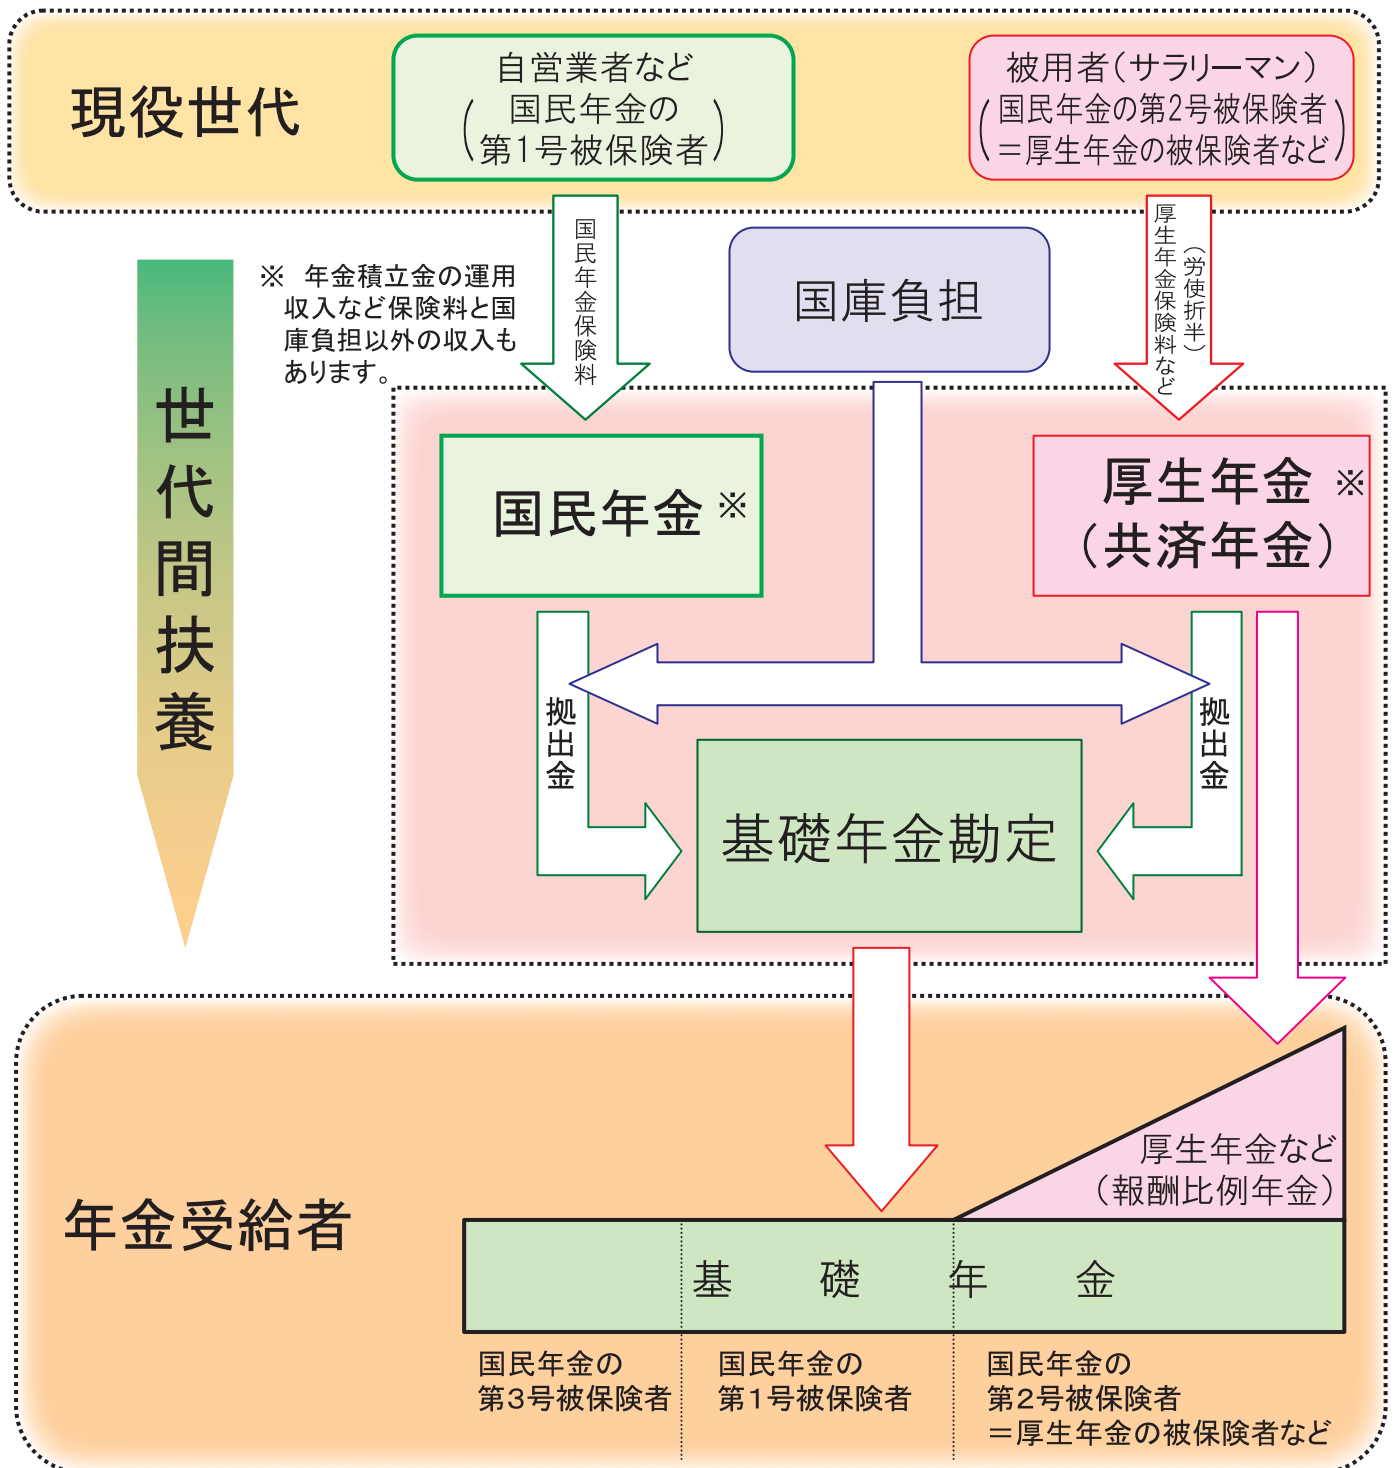 現役世代
自営業者など
国民年金の
第1号被保険者
被用者（サラリーマン）
国民年金の第2号被保険者
＝厚生年金の被保険者など
国民年金保険料
国庫負担
厚生年金保険料など
（労使折半）
※ 年金積立金の運用
収入など保険料と国
庫負担以外の収入も
あります。
世代間扶養
国民年金※
厚生年金※
（共済年金）
拠出金
拠出金
基礎年金勘定
年金受給者
厚生年金など
（報酬比例年金）
基礎年金
国民年金の
第3号被保険者
国民年金の
第1号被保険者
国民年金の
第2号被保険者
＝厚生年金の被保険者など